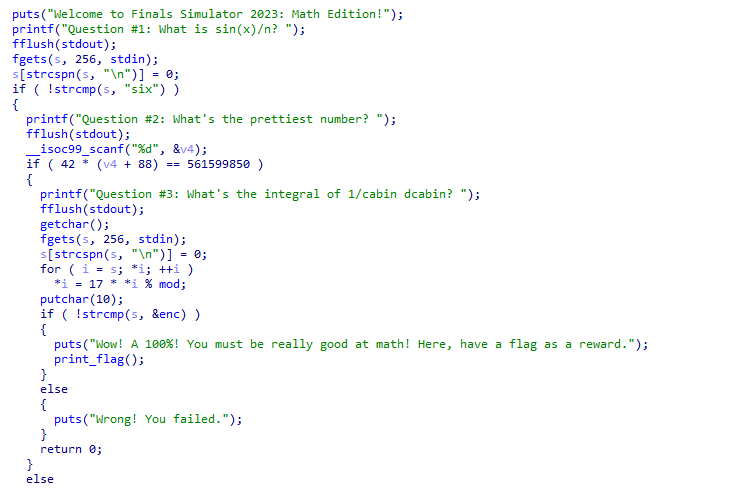 puts("Welcome to Finals Simulator 2023: Math Edition!");
printf("Question #1: What is sin(x)/n? ");
fflush(stdout);
fgets(s, 256, stdin);
s[strcspn(s, "\n")] = 0;
if ( !strcmp(s, "six") )
{
printf("Question #2: What's the prettiest number? ");
fflush(stdout);
__isoc99_scanf("%d", &v4);
if ( 42 * (v4 + 88) == 561599850 )
{
printf("Question #3: What's the integral of 1/cabin dcabin? ");
fflush(stdout);
getchar();
fgets(s, 256, stdin);
s[strcspn(s, "\n")] = 0;
for ( i = s; *i; ++i )
*i = 17 * *i % mod;
putchar(10);
if ( !strcmp(s, &enc) )
{
puts("Wow! A 100%! You must be really good at math! Here, have a flag as a reward.");
print_flag();
}
else
{
puts("Wrong! You failed.");
}
return 0;
}
else